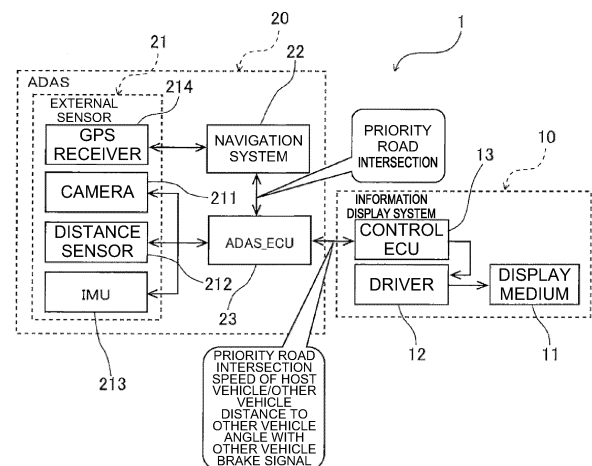 20
1
21
22
ADAS
EXTERNAL
SENSOR
214
GPS
RECEIVER
NAVIGATION
SYSTEM
PRIORITY
ROAD
INTERSECTION
13
10
CAMERA
211
INFORMATION
DISPLAY SYSTEM
CONTROL
ECU
DISTANCE
SENSOR
ADAS_ECU
212
23
DRIVER
DISPLAY
MEDIUM
IMU
213
12
11
PRIORITY ROAD
INTERSECTION
SPEED OF HOST
VEHICLE/OTHER
VEHICLE
DISTANCE TO
OTHER VEHICLE
ANGLE WITH
OTHER VEHICLE
BRAKE SIGNAL